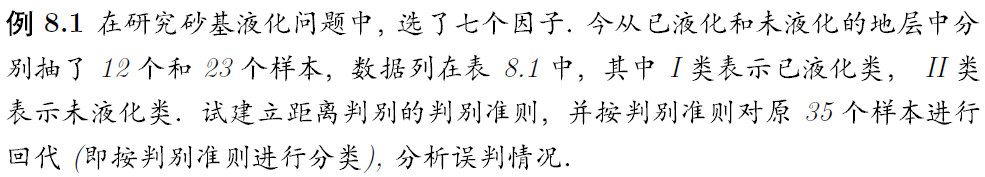 例 8.1 在研究砂基液化问题中, 选了七个因子. 今从已液化和未液化的地层中分
别抽了 12 个和 23 个样本, 数据列在表 8.1 中, 其中 I 类表示已液化类, II 类
表示未液化类. 试建立距离判别的判别准则, 并按判别准则对原 35 个样本进行
回代 (即按判别准则进行分类), 分析误判情况.